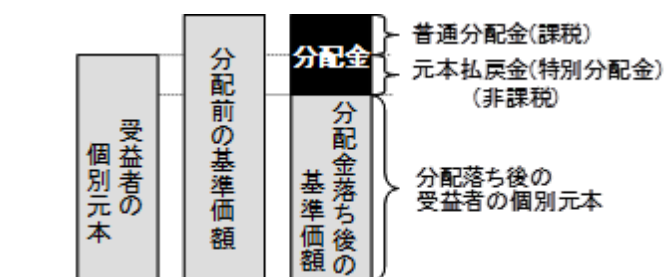 受益者の
個別元本
分配前の基準価額
分配金
分配金落ち後の
基準価額
普通分配金(課税)
元本払戻金(特別分配金)
(非課税)
分配落ち後の
受益者の個別元本